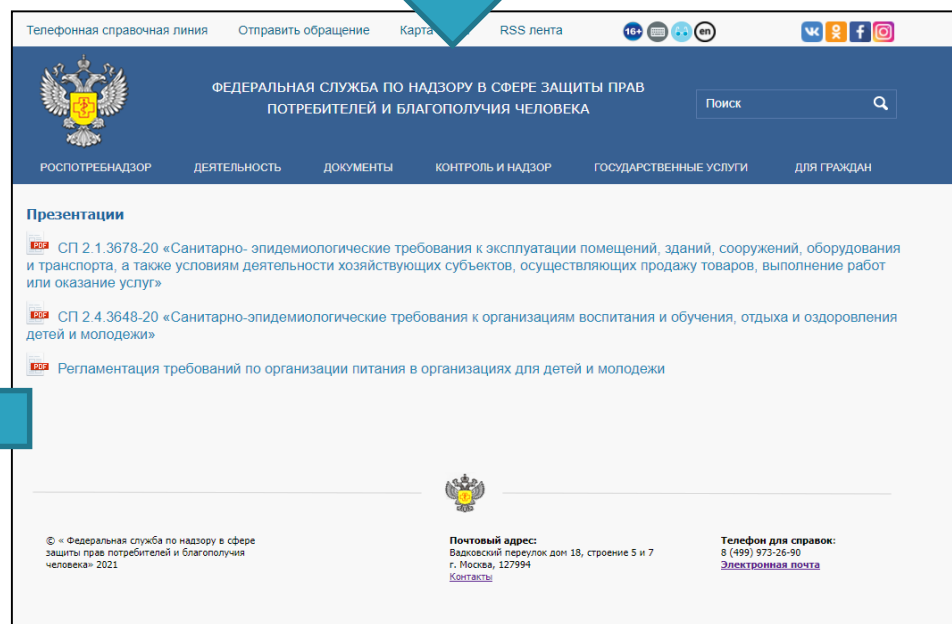 Телефонная справочная линия Отправить обращение Карта RSS лента 16+ en
ФЕДЕРАЛЬНАЯ СЛУЖБА ПО НАДЗОРУ В СФЕРЕ ЗАЩИТЫ ПРАВ
ПОТРЕБИТЕЛЕЙ И БЛАГОПОЛУЧИЯ ЧЕЛОВЕКА
Поиск
РОСПОТРЕБНАДЗОР ДЕЯТЕЛЬНОСТЬ ДОКУМЕНТЫ КОНТРОЛЬ И НАДЗОР ГОСУДАРСТВЕННЫЕ УСЛУГИ ДЛЯ ГРАЖДАН
Презентации
PDF СП 2.1.3678-20 «Санитарно- эпидемиологические требования к эксплуатации помещений, зданий, сооружений, оборудования
и транспорта, а также условиям деятельности хозяйствующих субъектов, осуществляющих продажу товаров, выполнение работ
или оказание услуг»
PDF СП 2.4.3648-20 «Санитарно-эпидемиологические требования к организациям воспитания и обучения, отдыха и оздоровления
детей и молодежи»
PDF Регламентация требований по организации питания в организациях для детей и молодежи
© « Федеральная служба по надзору в сфере
защиты прав потребителей и благополучия
человека» 2021
Почтовый адрес:
Вадковский переулок дом 18, строение 5 и 7
г. Москва, 127994
Контакты
Телефон для справок:
8 (499) 973-26-90
Электронная почта